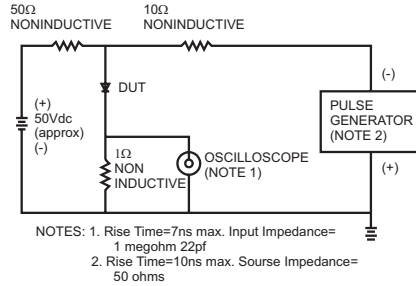 50Ω
NONINDUCTIVE
10Ω
NONINDUCTIVE
(+)
50Vdc
(approx)
(-)
DUT
1Ω
NON
INDUCTIVE
OSCILLOSCOPE
(NOTE 1)
(-)
PULSE
GENERATOR
(NOTE 2)
(+)
NOTES: 1. Rise Time=7ns max. Input Impedance=
1 megohm 22pf
2. Rise Time=10ns max. Sourse Impedance=
50 ohms